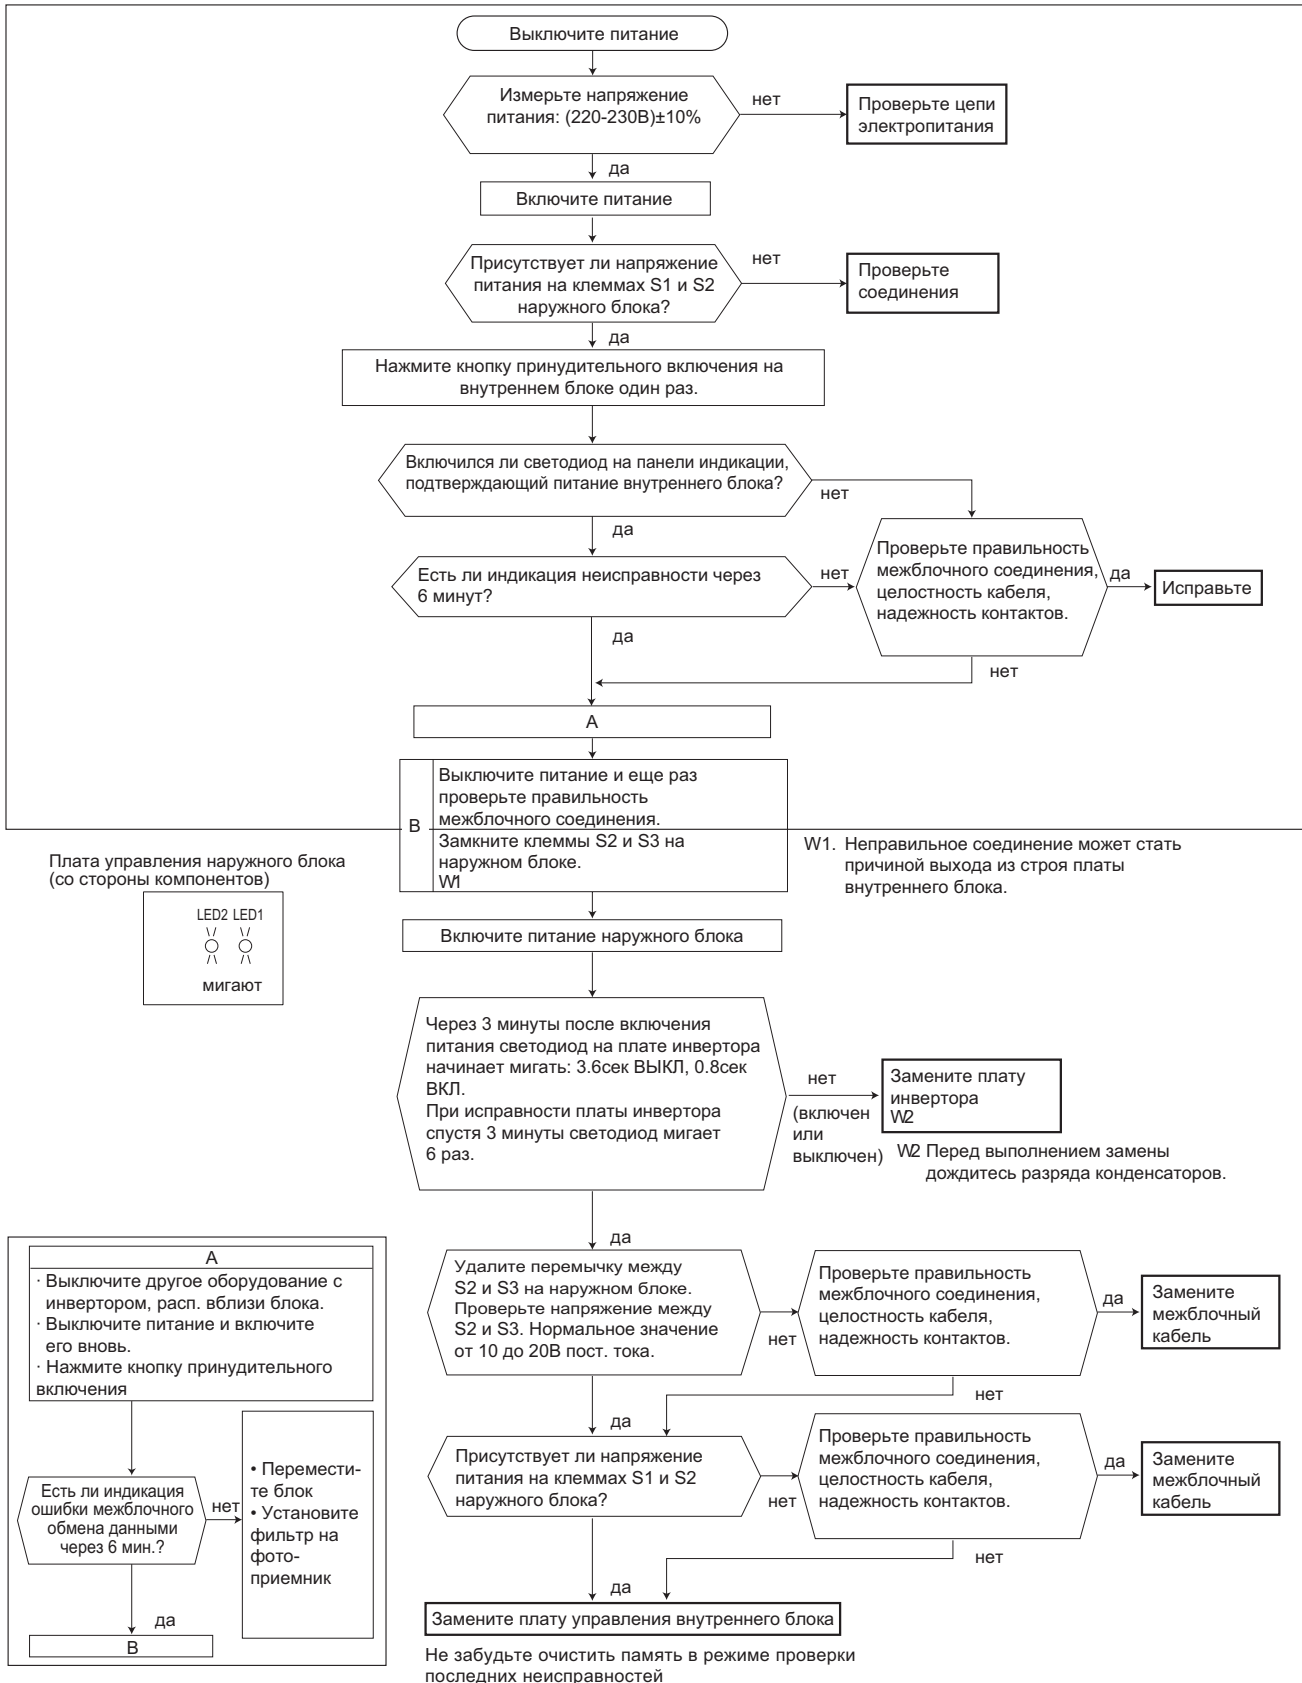 Выключите питание
Измерьте напряжение
питания: (220-230В)±10%
нет
Проверьте цепи
электропитания
да
Включите питание
Присутствует ли напряжение
питания на клеммах S1 и S2
наружного блока?
нет
Проверьте
соединения
да
Нажмите кнопку принудительного включения на
внутреннем блоке один раз.
Включился ли светодиод на панели индикации,
подтверждающий питание внутреннего блока?
нет
да
Проверьте правильность
межблочного соединения,
целостность кабеля,
надежность контактов.
да
Исправьте
Есть ли индикация неисправности через
6 минут?
нет
да
нет
A
B
Выключите питание и еще раз
проверьте правильность
межблочного соединения.
Замкните клеммы S2 и S3 на
наружном блоке.
W1
W1. Неправильное соединение может стать
причиной выхода из строя платы
внутреннего блока.
Плата управления наружного блока
(со стороны компонентов)
LED2 LED1
мигают
Включите питание наружного блока
Через 3 минуты после включения
питания светодиод на плате инвертора
начинает мигать: 3.6сек ВЫКЛ, 0.8сек
ВКЛ.
При исправности платы инвертора
спустя 3 минуты светодиод мигает
6 раз.
нет
(включен
или
выключен)
Замените плату
инвертора
W2
W2 Перед выполнением замены
дождитесь разряда конденсаторов.
да
Удалите перемычку между
S2 и S3 на наружном блоке.
Проверьте напряжение между
S2 и S3. Нормальное значение
от 10 до 20В пост. тока.
нет
Проверьте правильность
межблочного соединения,
целостность кабеля,
надежность контактов.
да
Замените
межблочный
кабель
нет
да
Присутствует ли напряжение
питания на клеммах S1 и S2
наружного блока?
нет
Проверьте правильность
межблочного соединения,
целостность кабеля,
надежность контактов.
да
Замените
межблочный
кабель
нет
да
Замените плату управления внутреннего блока
Не забудьте очистить память в режиме проверки
последних неисправностей
A
· Выключите другое оборудование с
инвертором, расп. вблизи блока.
· Выключите питание и включите
его вновь.
· Нажмите кнопку принудительного
включения
Есть ли индикация
ошибки межблочного
обмена данными
через 6 мин.?
нет
• Перемести-
те блок
• Установите
фильтр на
фото-
приемник
да
B